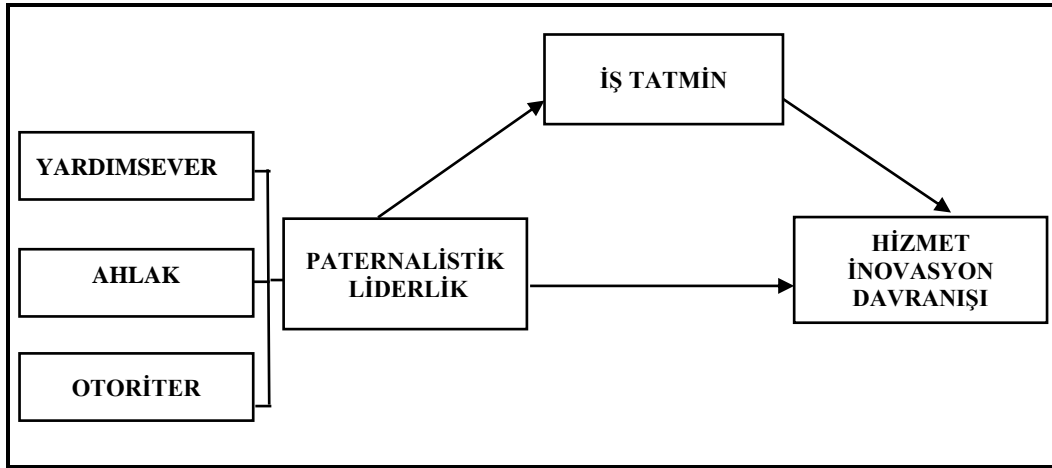 İŞ TATMİN
YARDIMSEVER
AHLAK
OTORİTER
PATERNALİSTİK
LİDERLİK
HİZMET
İNOVASYON
DAVRANIŞI